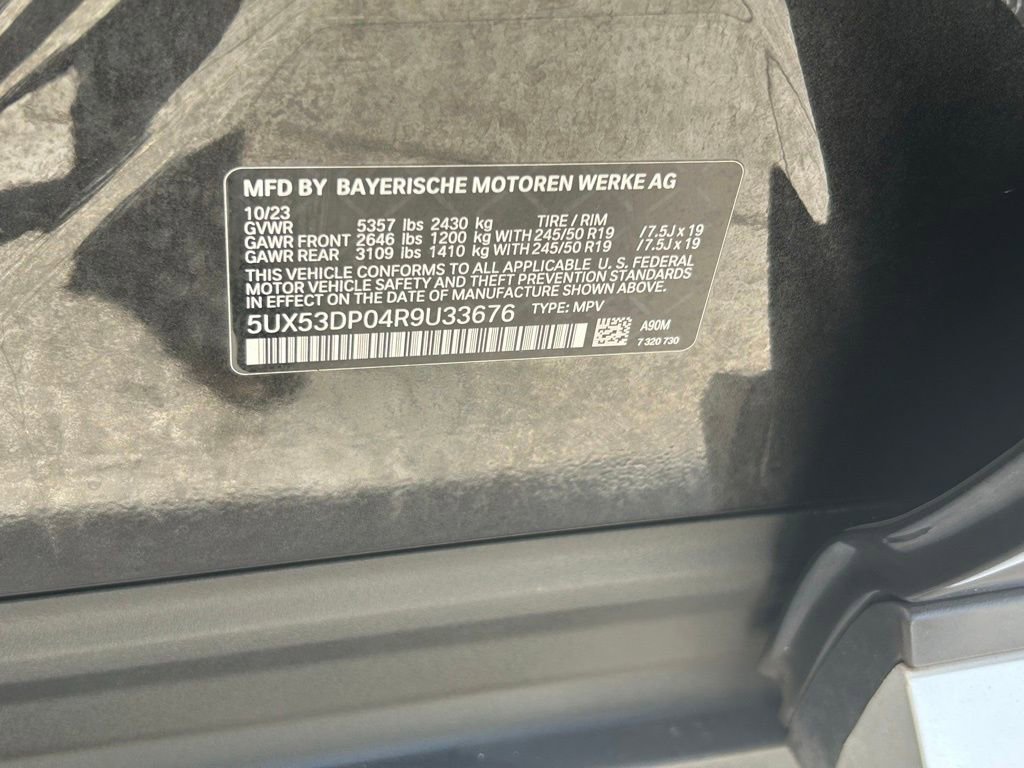 MFD BY BAYERISCHE MOTOREN WERKE AG
10/23
GVWR 5357 lbs 2430 kg TIRE / RIM
GAWR FRONT 2646 lbs 1200 kg WITH 245/50 R19 /7.5J x 19
GAWR REAR 3109 lbs 1410 kg WITH 245/50 R19 /7.5J x 19
THIS VEHICLE CONFORMS TO ALL APPLICABLE U. S. FEDERAL
MOTOR VEHICLE SAFETY AND THEFT PREVENTION STANDARDS
IN EFFECT ON THE DATE OF MANUFACTURE SHOWN ABOVE.
5UX53DP04R9U33676 TYPE: MPV
A90M
7 320 730